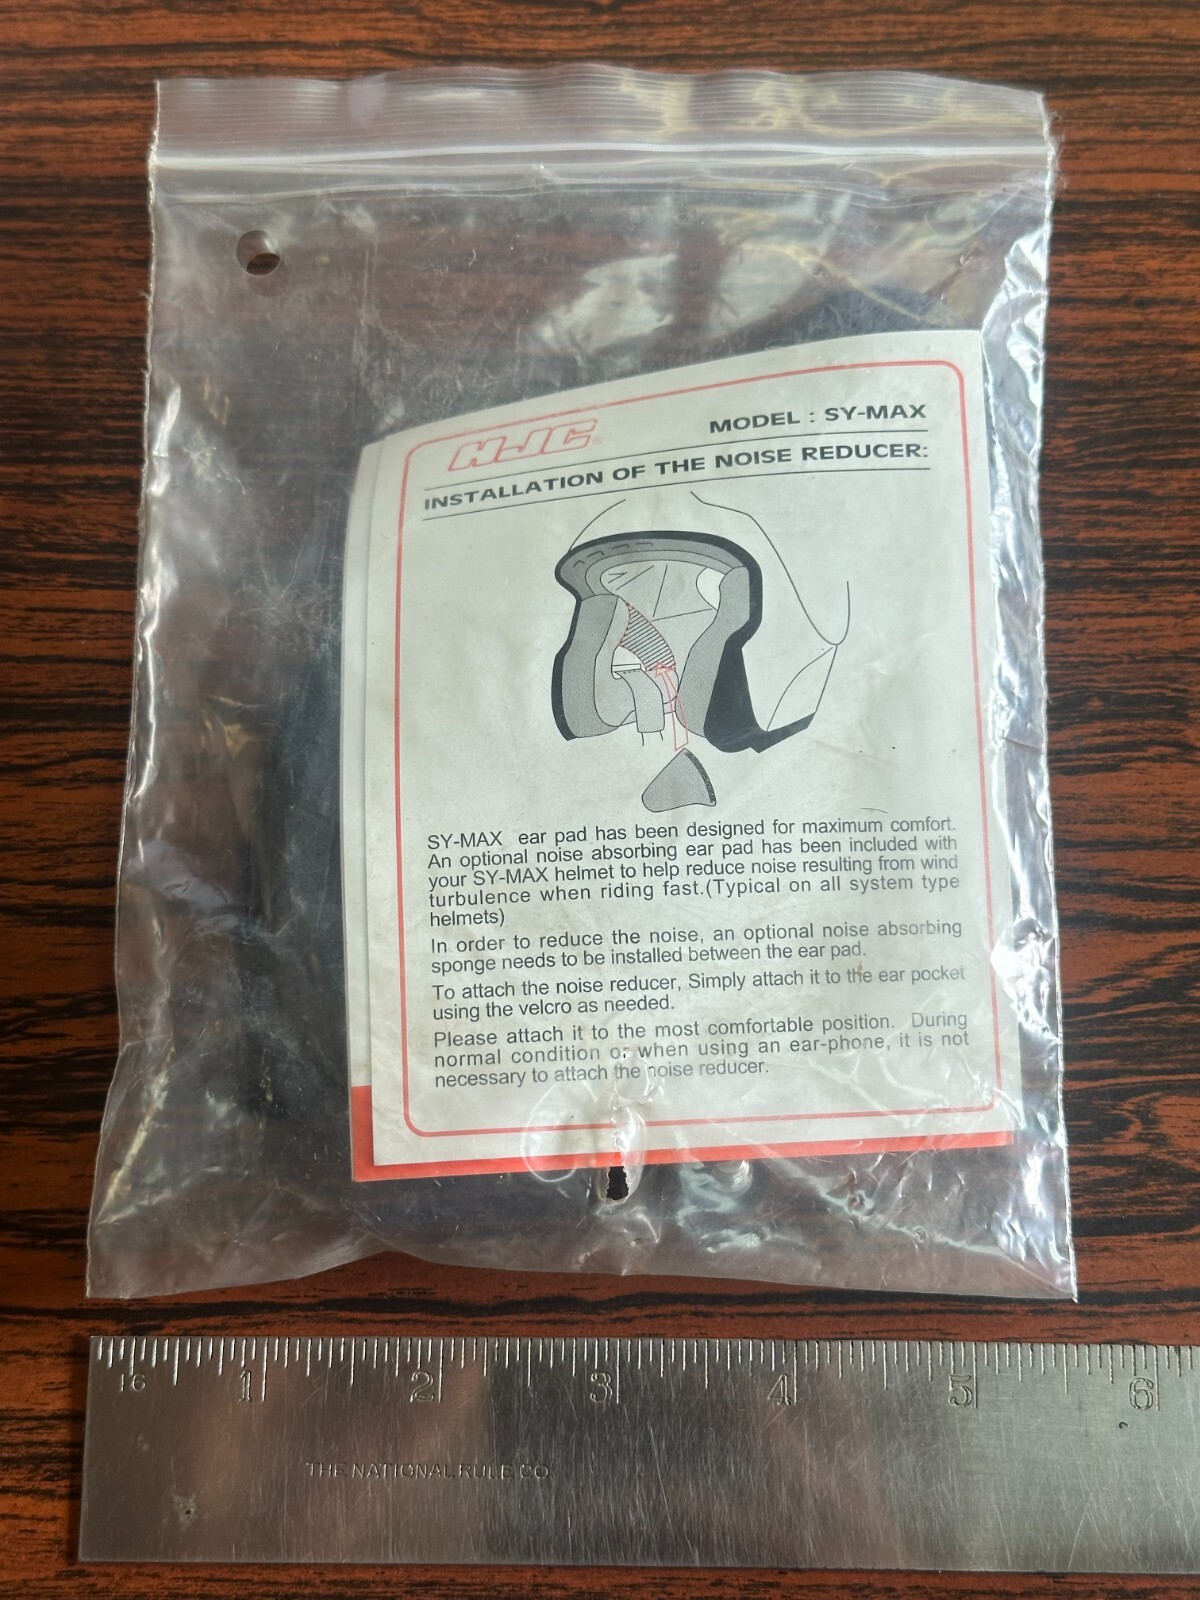 HJC®
MODEL : SY-MAX
INSTALLATION OF THE NOISE REDUCER:
SY-MAX ear pad has been designed for maximum comfort.
An optional noise absorbing ear pad has been included with
your SY-MAX helmet to help reduce noise resulting from wind
turbulence when riding fast.(Typical on all system type
helmets)
In order to reduce the noise, an optional noise absorbing
sponge needs to be installed between the ear pad.
To attach the noise reducer, Simply attach it to the ear pocket
using the velcro as needed.
Please attach it to the most comfortable position. During
normal condition or when using an ear-phone, it is not
necessary to attach the noise reducer.
16 1 2 3 4 5 6
THE NATIONAL RULE CO